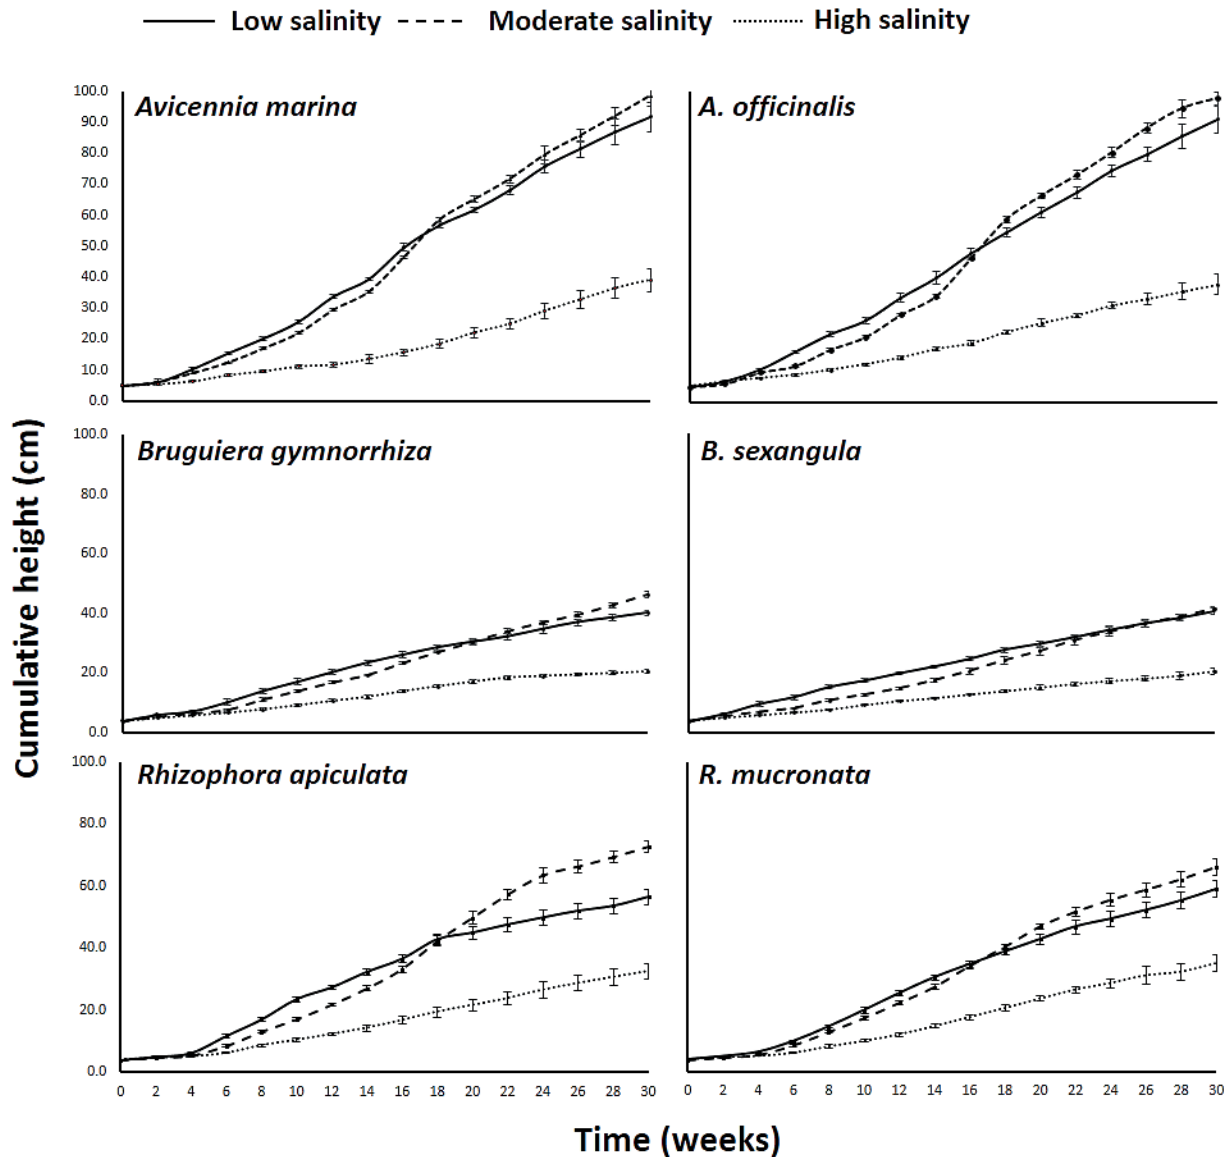 Low salinity Moderate salinity High salinity
Cumulative height (cm)
Avicennia marina
100.0
90.0
80.0
70.0
60.0
50.0
40.0
30.0
20.0
10.0
0.0
A. officinalis
Bruguiera gymnorrhiza
100.0
80.0
60.0
40.0
20.0
0.0
B. sexangula
Rhizophora apiculata
100.0
80.0
60.0
40.0
20.0
0.0
R. mucronata
0 2 4 6 8 10 12 14 16 18 20 22 24 26 28 30
0 2 4 6 8 10 12 14 16 18 20 22 24 26 28 30
Time (weeks)